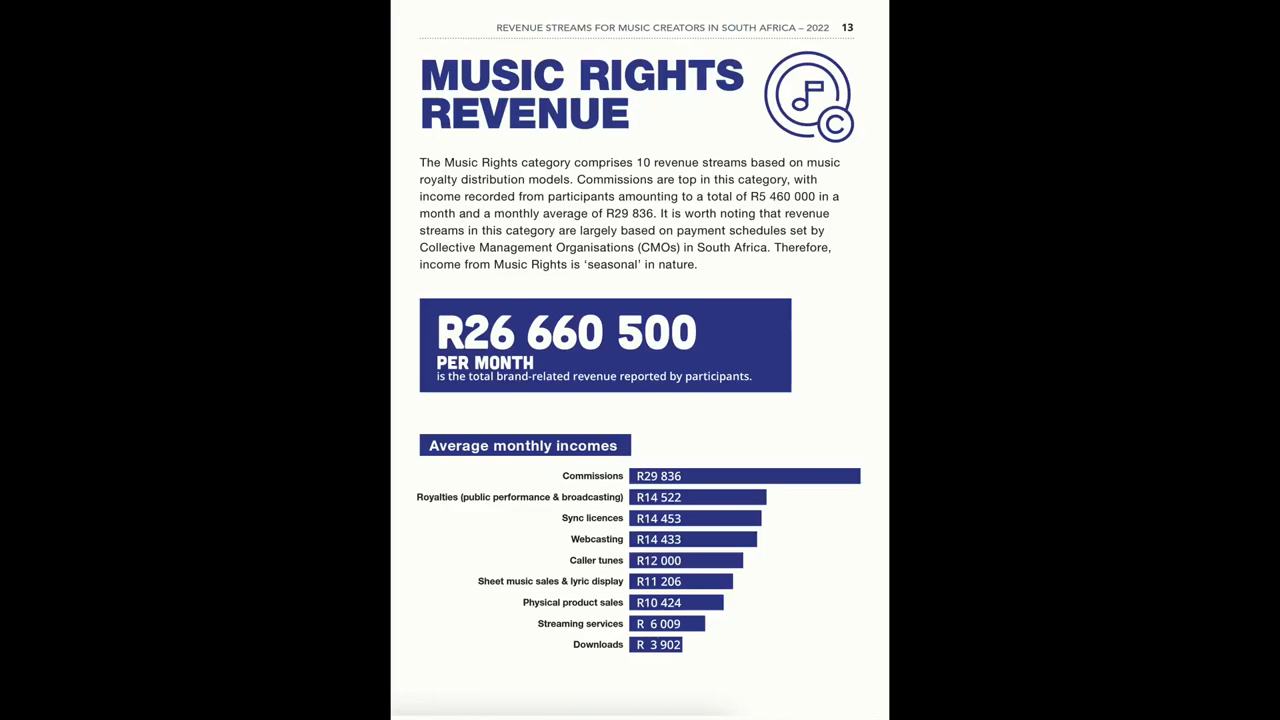 REVENUE STREAMS FOR MUSIC CREATORS IN SOUTH AFRICA – 2022 13
MUSIC RIGHTS
REVENUE
C
The Music Rights category comprises 10 revenue streams based on music
royalty distribution models. Commissions are top in this category, with
income recorded from participants amounting to a total of R5 460 000 in a
month and a monthly average of R29 836. It is worth noting that revenue
streams in this category are largely based on payment schedules set by
Collective Management Organisations (CMOs) in South Africa. Therefore,
income from Music Rights is ‘seasonal’ in nature.
R26 660 500
PER MONTH
is the total brand-related revenue reported by participants.
Average monthly incomes
Commissions R29 836
Royalties (public performance & broadcasting) R14 522
Sync licences R14 453
Webcasting R14 433
Caller tunes R12 000
Sheet music sales & lyric display R11 206
Physical product sales R10 424
Streaming services R 6 009
Downloads R 3 902